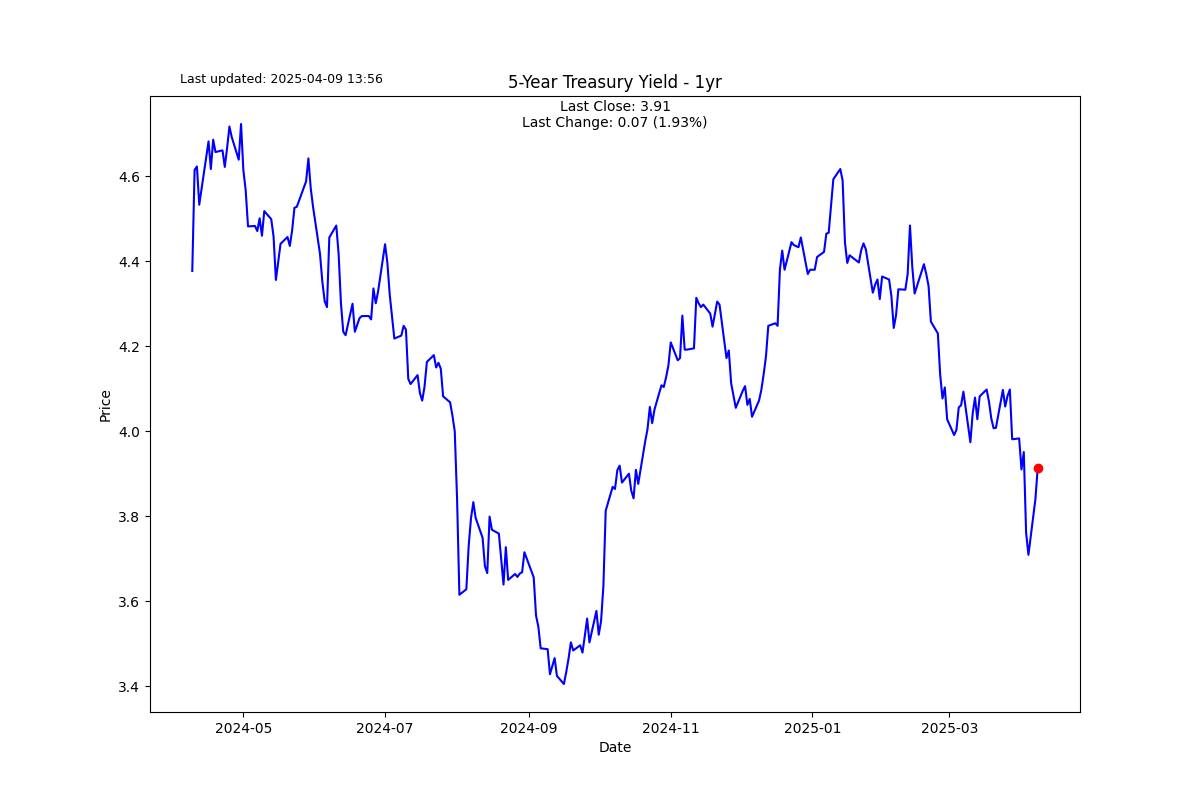 Last updated: 2025-04-09 13:56
5-Year Treasury Yield - 1yr
Last Close: 3.91
Last Change: 0.07 (1.93%)
Price
4.6
4.4
4.2
4.0
3.8
3.6
3.4
2024-05
2024-07
2024-09
2024-11
2025-01
2025-03
Date